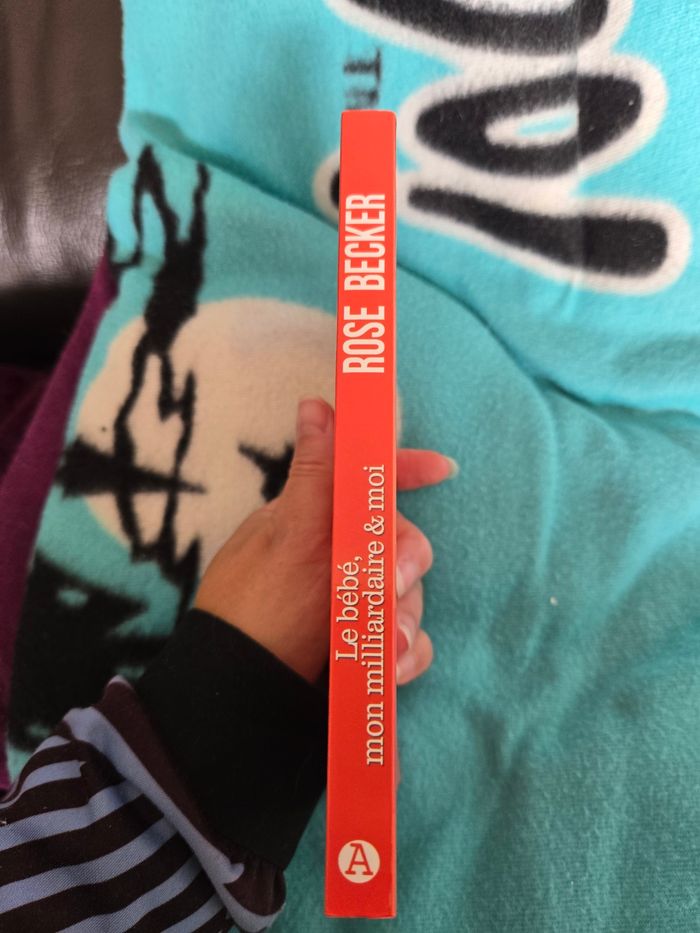 ROSE BECKER
Le bébé,
mon milliardaire & moi
A